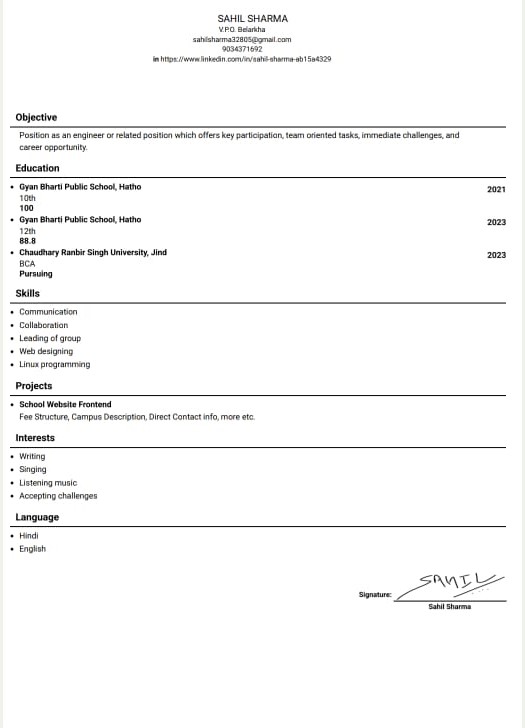 SAHIL SHARMA
V.P.O. Belarkha
sahilsharma32805@gmail.com
9034371692
in https://www.linkedin.com/in/sahil-sharma-ab15a4329
Objective
Position as an engineer or related position which offers key participation, team oriented tasks, immediate challenges, and
career opportunity.
Education
• Gyan Bharti Public School, Hatho 2021
10th
100
• Gyan Bharti Public School, Hatho 2023
12th
88.8
• Chaudhary Ranbir Singh University, Jind 2023
BCA
Pursuing
Skills
• Communication
• Collaboration
• Leading of group
• Web designing
• Linux programming
Projects
• School Website Frontend
Fee Structure, Campus Description, Direct Contact info, more etc.
Interests
• Writing
• Singing
• Listening music
• Accepting challenges
Language
• Hindi
• English
SAHIL
Signature:
Sahil Sharma